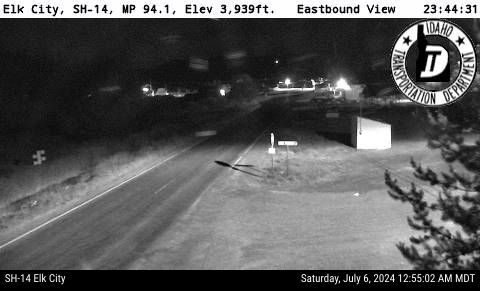 Elk City, SH-14, MP 94.1, Elev 3,939ft. Eastbound View 23:44:31
IDAHO
TRANSPORTATION DEPARTMENT
SH-14 Elk City
Saturday, July 6, 2024 12:55:02 AM MDT